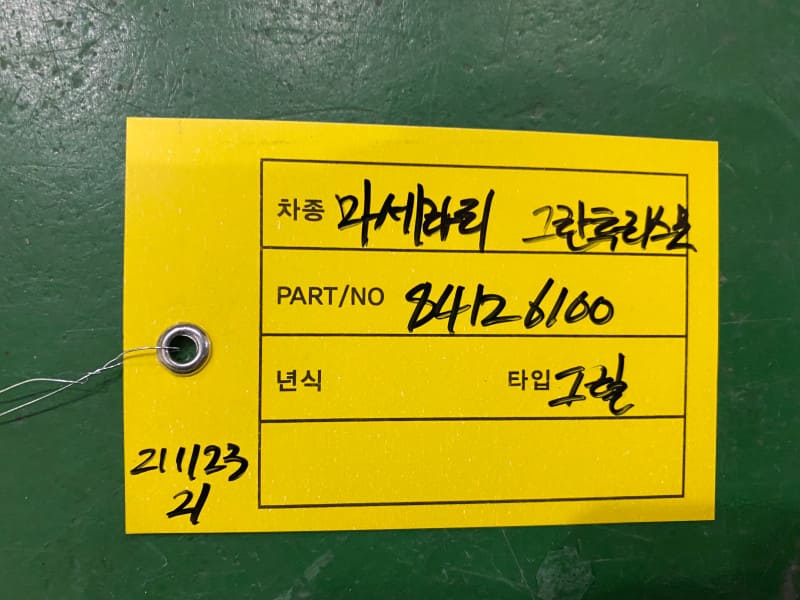 차종 마세라티 그란투리스모
PART/NO 84126100
년식 타입 그릴
211123
21